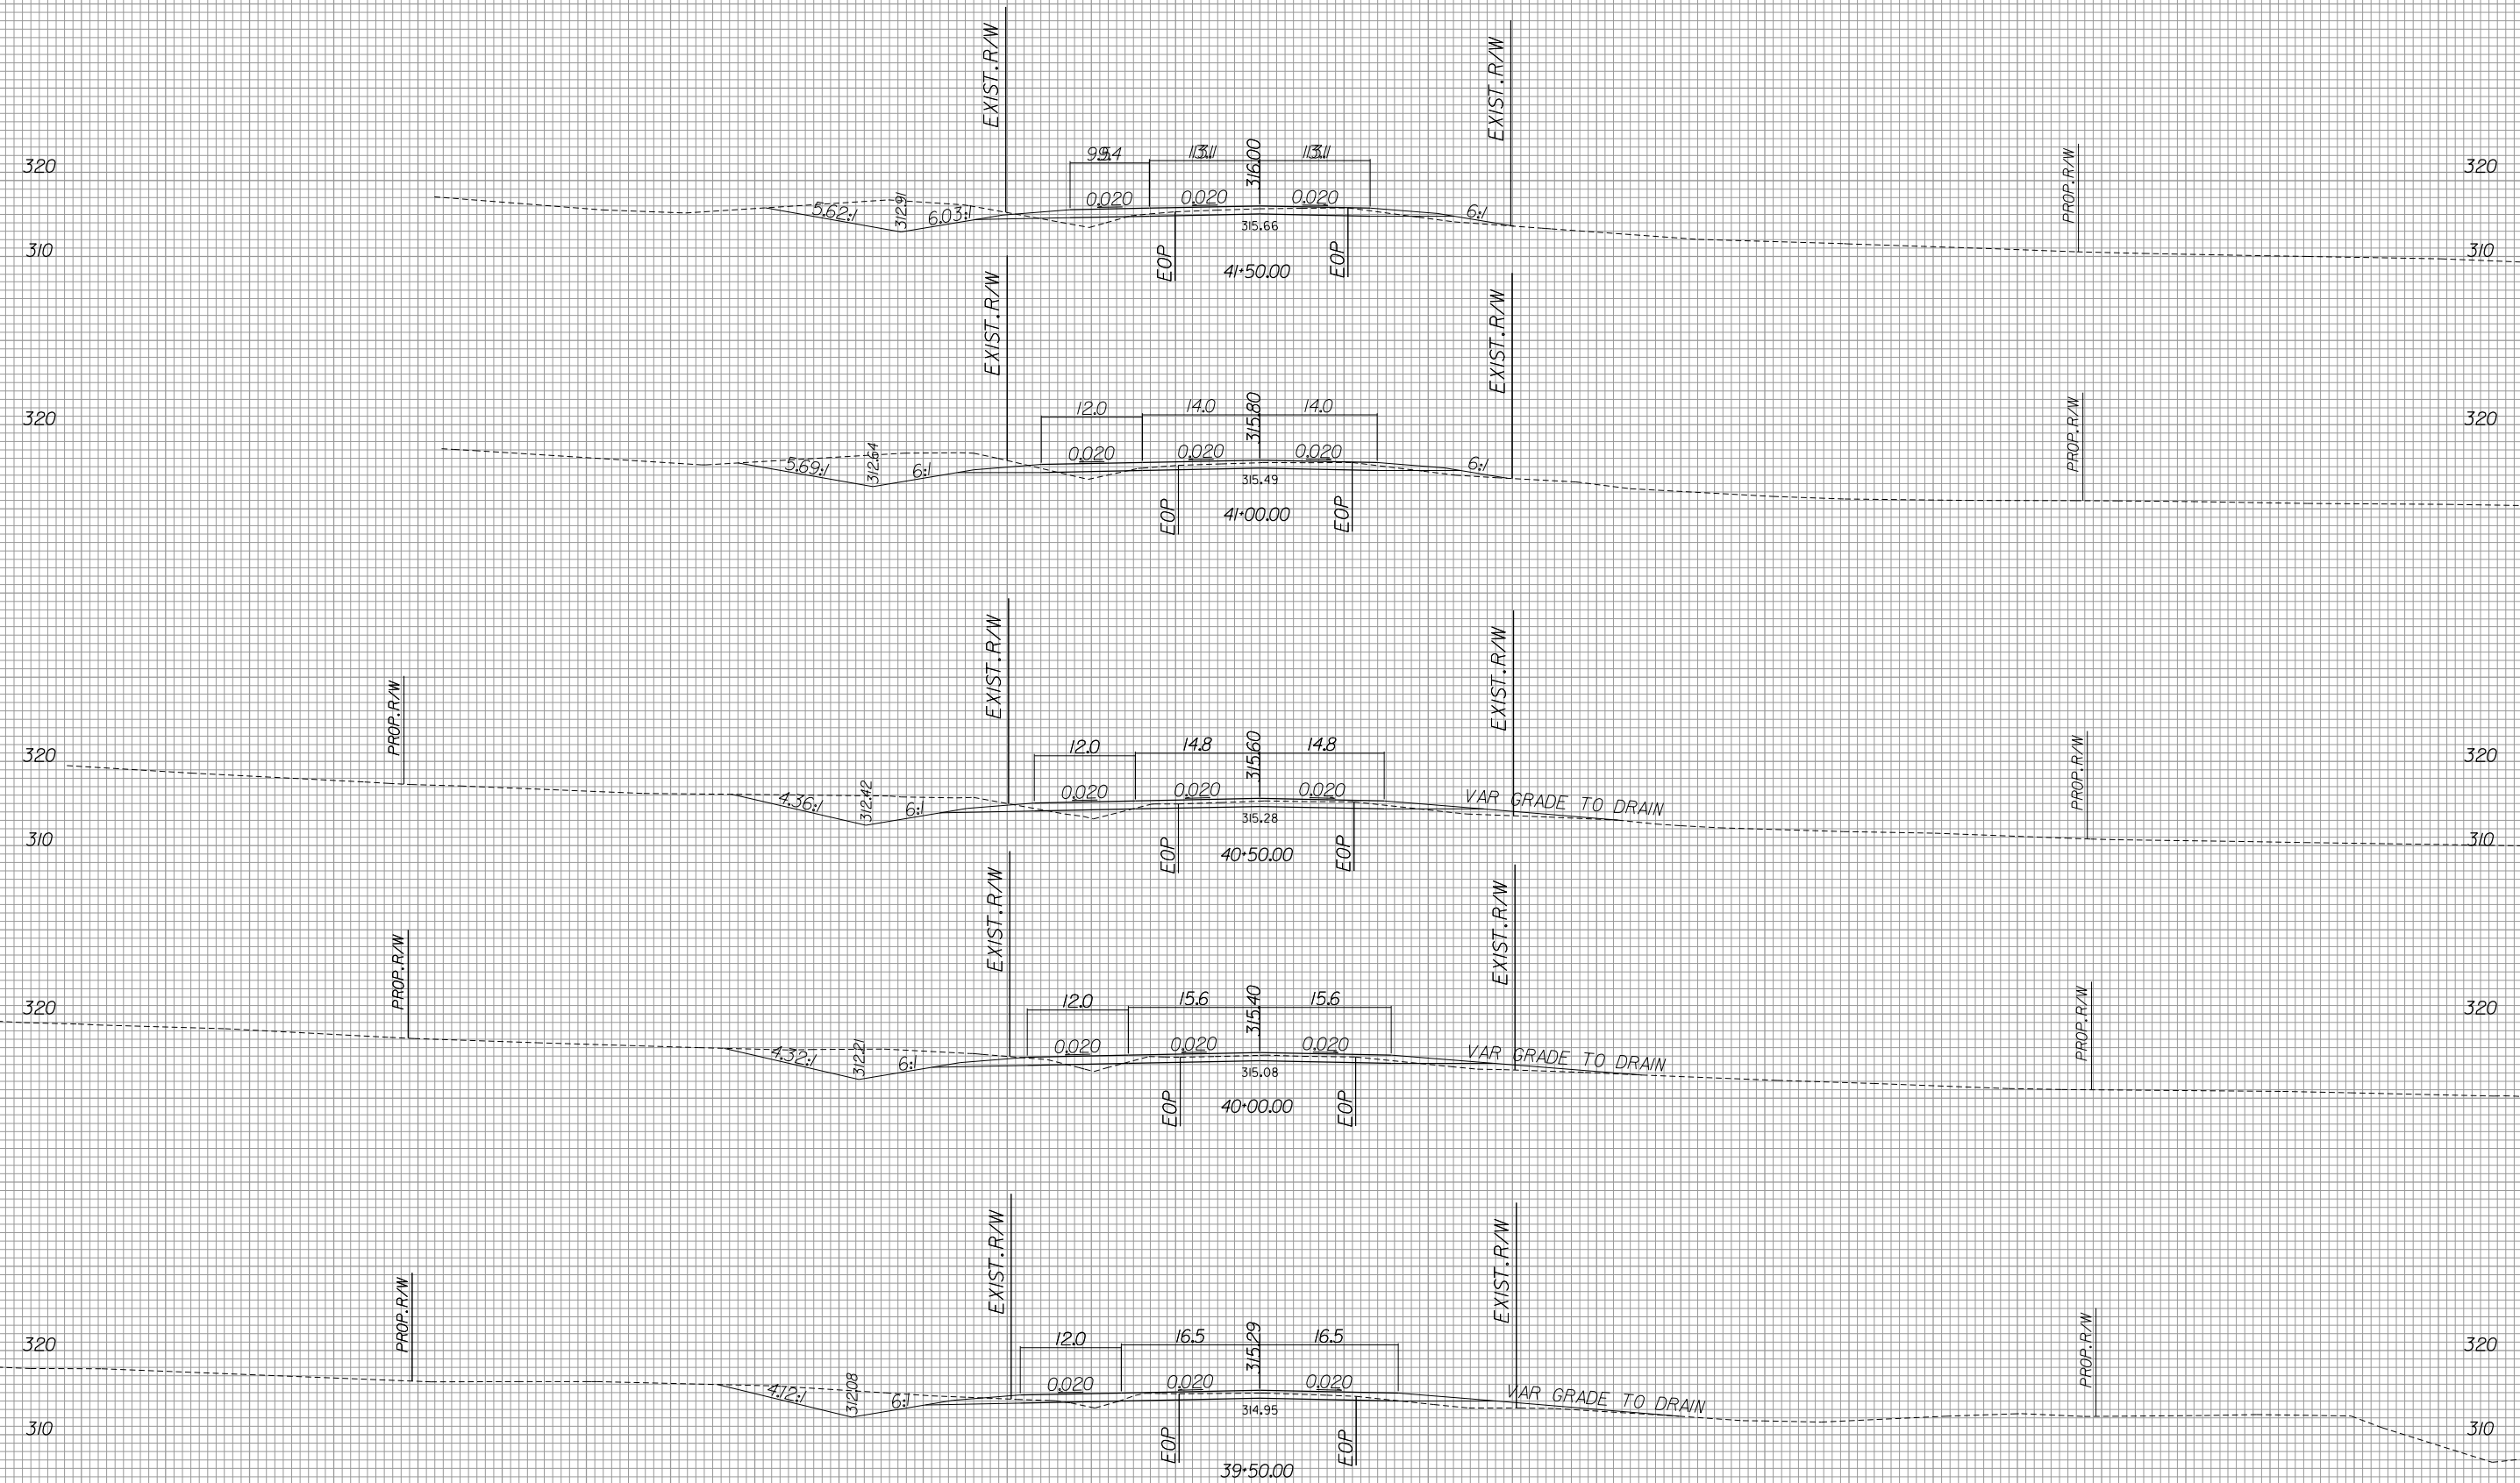 EXIST.R/W EXIST.R/W
320 13.1 316.00 13.1 PROP.R/W 320
5.62:1 312.91 6.03:1 0.020 0.020 0.020 6:1
315.66
310 EOP EOP 310
41+50.00
EXIST.R/W EXIST.R/W
320 12.0 14.0 315.80 14.0 PROP.R/W 320
5.69:1 312.64 6:1 0.020 0.020 0.020 6:1
315.49
EOP EOP
41+00.00
EXIST.R/W EXIST.R/W
PROP.R/W
320 12.0 14.8 315.60 14.8 PROP.R/W 320
4.36:1 312.42 6:1 0.020 0.020 0.020 VAR GRADE TO DRAIN
315.28
310 EOP EOP 310
40+50.00
EXIST.R/W EXIST.R/W
PROP.R/W
320 12.0 15.6 315.40 15.6 PROP.R/W 320
4.32:1 312.21 6:1 0.020 0.020 0.020 VAR GRADE TO DRAIN
315.08
EOP EOP
40+00.00
EXIST.R/W EXIST.R/W
PROP.R/W
320 12.0 16.5 315.29 16.5 PROP.R/W 320
4.12:1 312.08 6:1 0.020 0.020 0.020 VAR GRADE TO DRAIN
314.95
310 EOP EOP 310
39+50.00